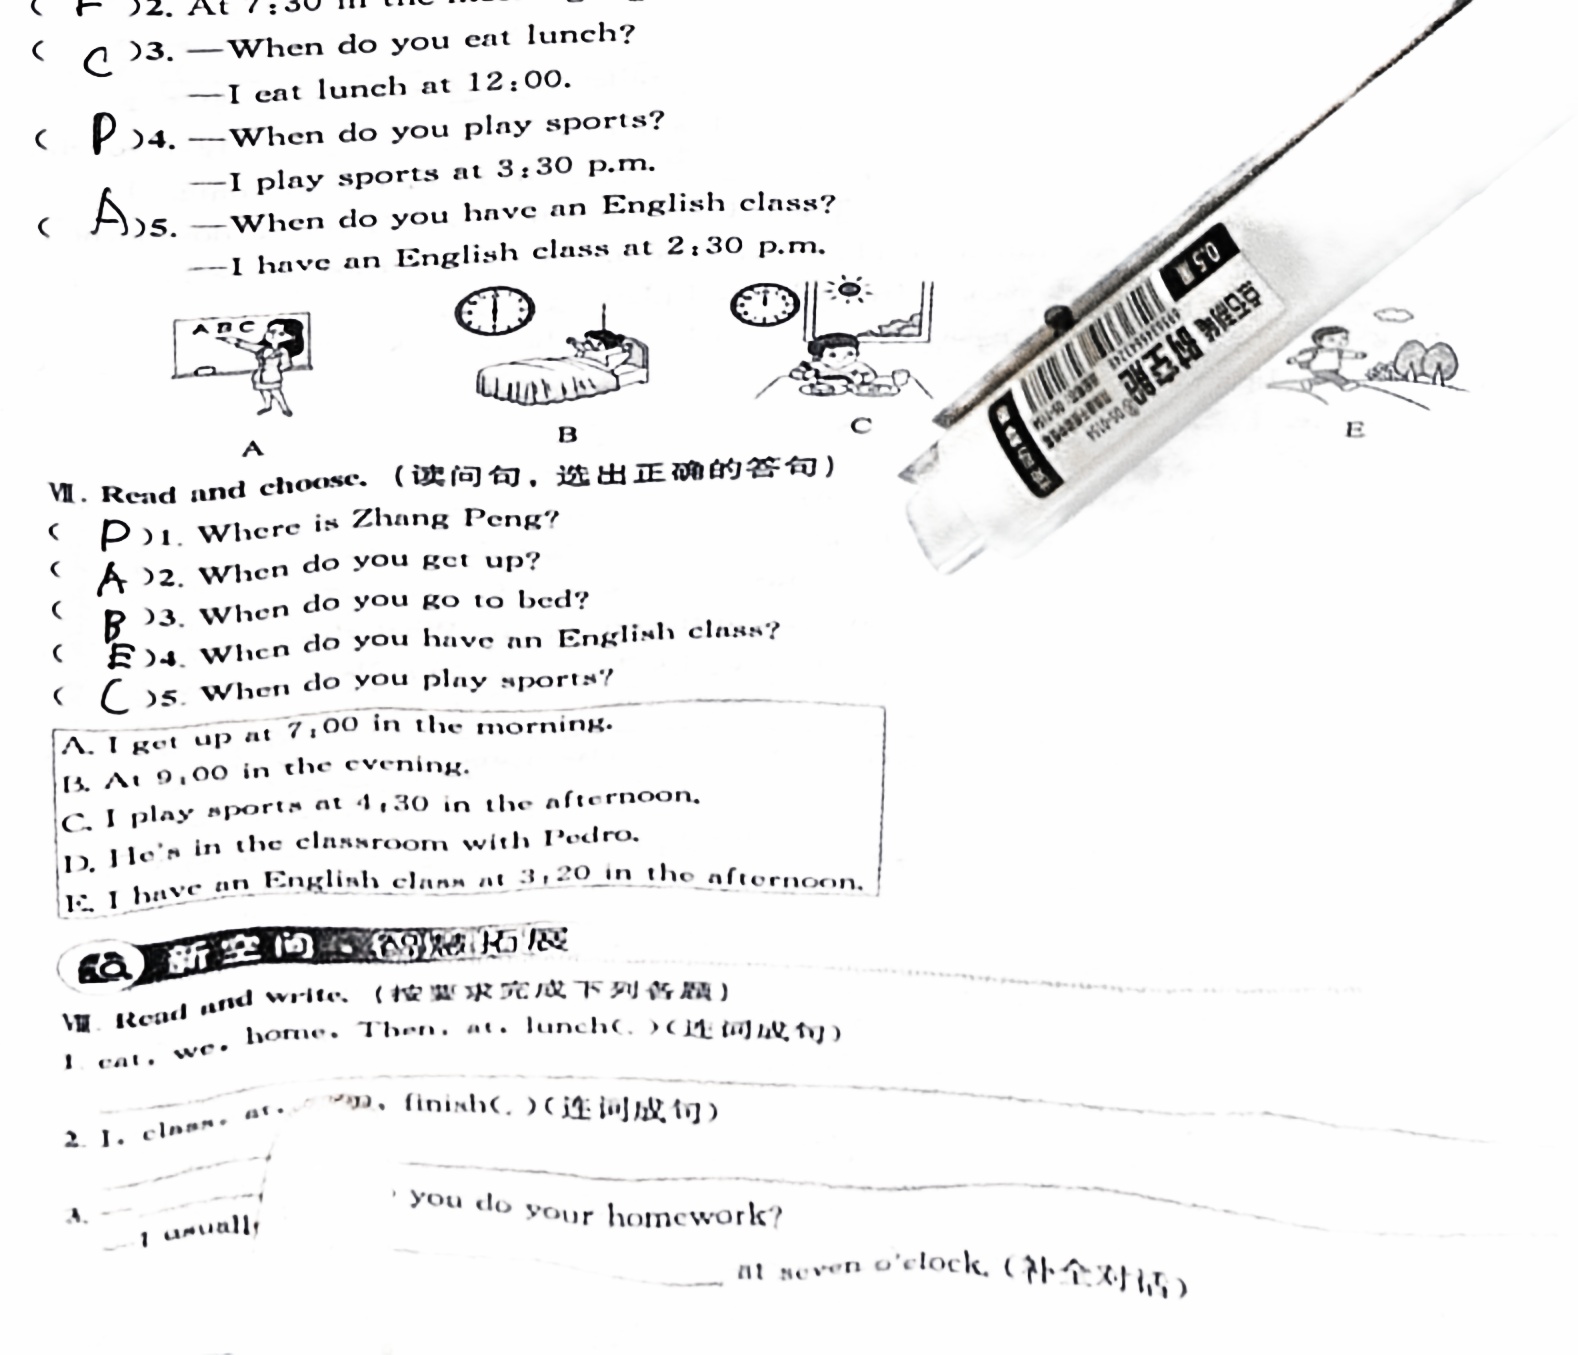 )2. At 7:30 in the
( C )3. —When do you eat lunch?
—I eat lunch at 12:00.
( P )4. —When do you play sports?
—I play sports at 3:30 p.m.
( A )5. —When do you have an English class?
—I have an English class at 2:30 p.m.
A B C
0.5
A B C E
Ⅶ. Read and choose. (读问句，选出正确的答句)
( D )1. Where is Zhang Peng?
( A )2. When do you get up?
( B )3. When do you go to bed?
( E )4. When do you have an English class?
( C )5. When do you play sports?
A. I get up at 7:00 in the morning.
B. At 9:00 in the evening.
C. I play sports at 4:30 in the afternoon.
D. He's in the classroom with Pedro.
E. I have an English class at 3:20 in the afternoon.
新空间·智慧拓展
Ⅷ. Read and write. (按要求完成下列各题)
1. eat, we, home, Then, at, lunch(.)(连词成句)
2. I, class, at, finish(.)(连词成句)
3. — you do your homework?
—I usually at seven o'clock. (补全对话)